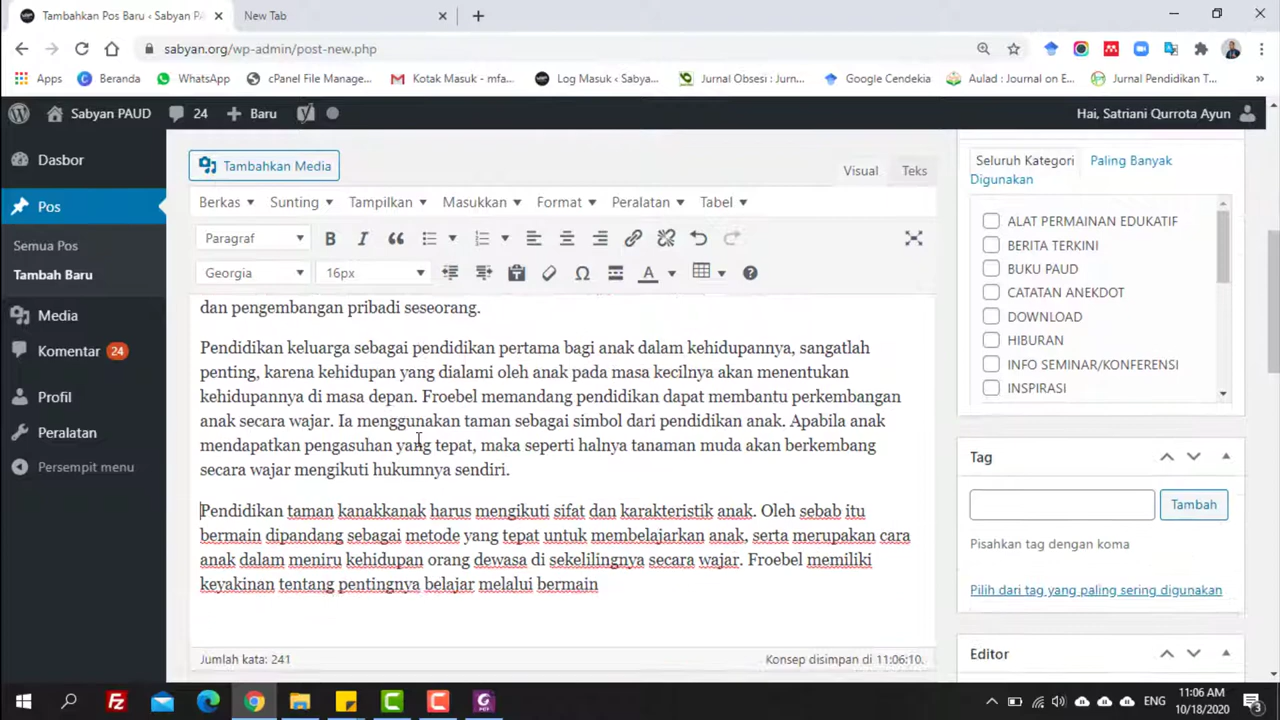 Tambahkan Pos Baru ‹ Sabyan P
New Tab
sabyan.org/wp-admin/post-new.php
Apps Beranda WhatsApp cPanel File Manage... Kotak Masuk - mfa... Log Masuk ‹ Sabya... Jurnal Obsesi : Jurn... Google Cendekia Aulad : Journal on E... Jurnal Pendidikan T... »
Sabyan PAUD 24 Baru
Hai, Satriani Qurrota Ayun
Dasbor
Pos
Semua Pos
Tambah Baru
Media
Komentar 24
Profil
Peralatan
Persempit menu
Tambahkan Media
Visual Teks
Berkas Sunting Tampilkan Masukkan Format Peralatan Tabel
Paragraf B I
Georgia 16px A
dan pengembangan pribadi seseorang.
Pendidikan keluarga sebagai pendidikan pertama bagi anak dalam kehidupannya, sangatlah
penting, karena kehidupan yang dialami oleh anak pada masa kecilnya akan menentukan
kehidupannya di masa depan. Froebel memandang pendidikan dapat membantu perkembangan
anak secara wajar. Ia menggunakan taman sebagai simbol dari pendidikan anak. Apabila anak
mendapatkan pengasuhan yang tepat, maka seperti halnya tanaman muda akan berkembang
secara wajar mengikuti hukumnya sendiri.
Pendidikan taman kanakkanak harus mengikuti sifat dan karakteristik anak. Oleh sebab itu
bermain dipandang sebagai metode yang tepat untuk membelajarkan anak, serta merupakan cara
anak dalam meniru kehidupan orang dewasa di sekelilingnya secara wajar. Froebel memiliki
keyakinan tentang pentingnya belajar melalui bermain
Jumlah kata: 241
Konsep disimpan di 11:06:10.
Seluruh Kategori Paling Banyak
Digunakan
ALAT PERMAINAN EDUKATIF
BERITA TERKINI
BUKU PAUD
CATATAN ANEKDOT
DOWNLOAD
HIBURAN
INFO SEMINAR/KONFERENSI
INSPIRASI
Tag
Tambah
Pisahkan tag dengan koma
Pilih dari tag yang paling sering digunakan
Editor
ENG
11:06 AM
10/18/2020
3